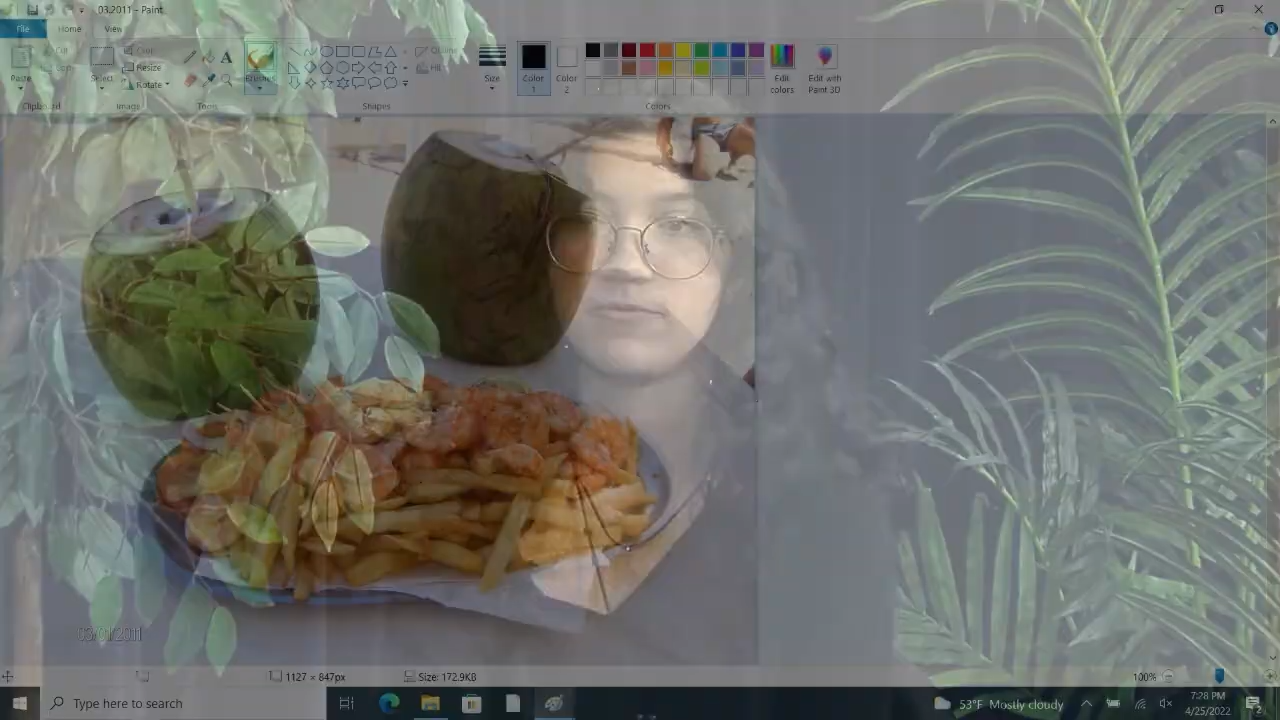 03.2011 - Paint
File Home View
Paste
Cut
Select
Crop
Resize
Rotate
Brushes
Outline
Fill
Size
Color 1
Color 2
Edit colors
Edit with Paint 3D
Clipboard Image Tools Shapes Colors
A
03/01/2011
1127 × 847px Size: 172.9KB 100%
Type here to search
53°F Mostly cloudy
7:28 PM
4/25/2022
2